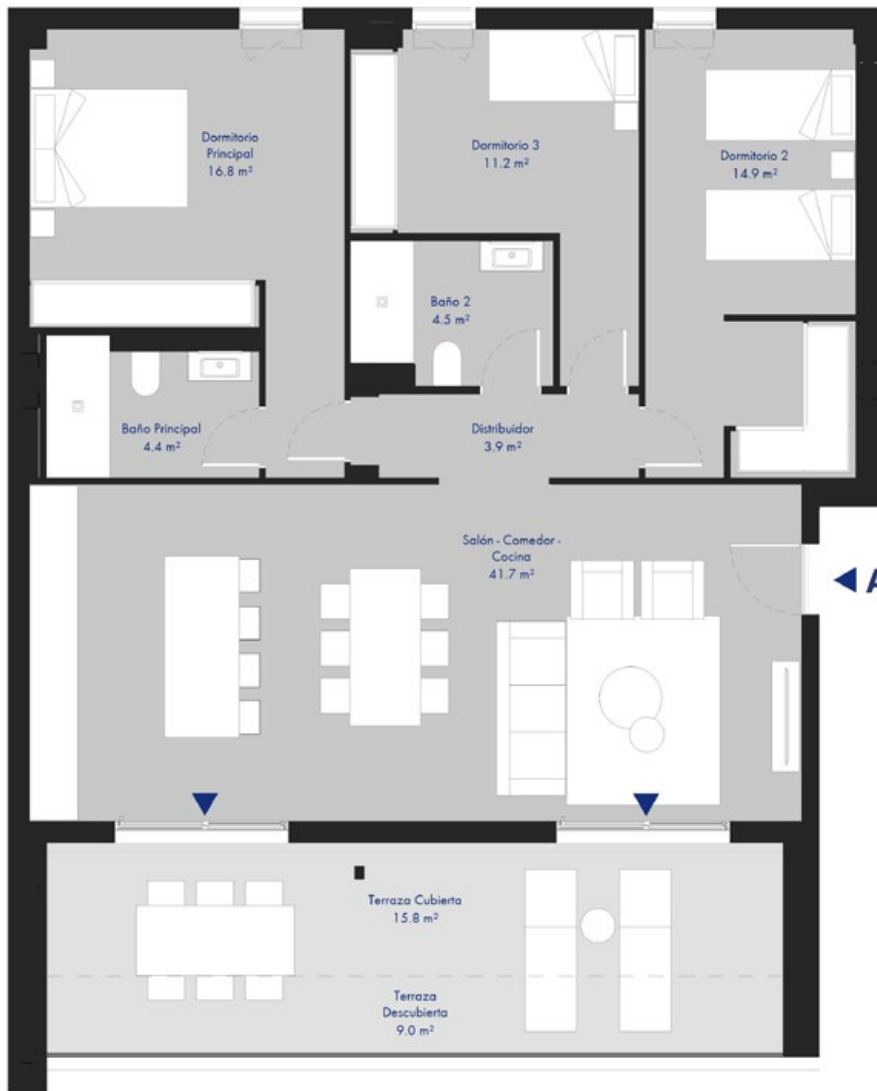 Dormitorio
Principal
16.8 m²
Dormitorio 3
11.2 m²
Dormitorio 2
14.9 m²
Baño 2
4.5 m²
Baño Principal
4.4 m²
Distribuidor
3.9 m²
Salón - Comedor -
Cocina
41.7 m²
A
Terraza Cubierta
15.8 m²
Terraza
Descubierta
9.0 m²